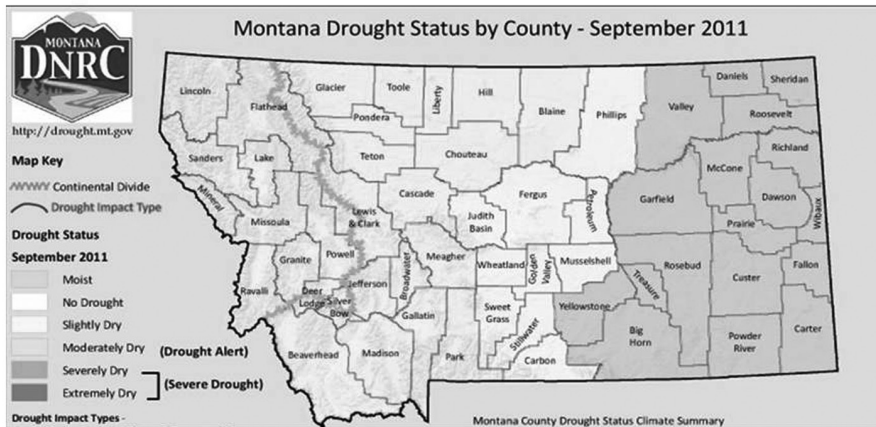 Montana Drought Status by County - September 2011
MONTANA
DNRC
http://drought.mt.gov
Map Key
Continental Divide
Drought Impact Type
Drought Status
September 2011
Moist
No Drought
Slightly Dry
Moderately Dry (Drought Alert)
Severely Dry
(Severe Drought)
Extremely Dry
Drought Impact Types -
Lincoln
Flathead
Glacier
Toole
Liberty
Hill
Blaine
Phillips
Valley
Daniels
Sheridan
Roosevelt
Pondera
Sanders
Lake
Teton
Chouteau
Richland
McCone
Mineral
Missoula
Lewis
& Clark
Cascade
Judith
Basin
Fergus
Petroleum
Garfield
Dawson
Wibaux
Prairie
Powell
Granite
Meagher
Wheatland
Golden
Valley
Musselshell
Rosebud
Treasure
Custer
Fallon
Ravalli
Deer
Lodge
Silver
Bow
Jefferson
Broadwater
Gallatin
Sweet
Grass
Stillwater
Yellowstone
Big
Horn
Powder
River
Carter
Beaverhead
Madison
Park
Carbon
Montana County Drought Status Climate Summary